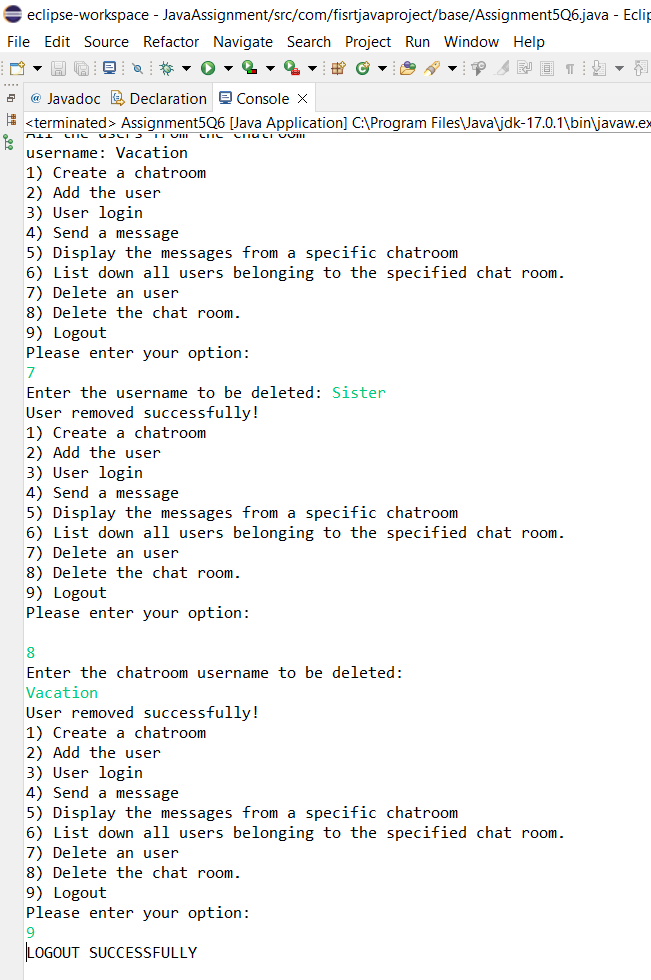 eclipse-workspace - JavaAssignment/src/com/fisrtjavaproject/base/Assignment5Q6.java - Ecli
File Edit Source Refactor Navigate Search Project Run Window Help
@ Javadoc Declaration Console
<terminated> Assignment5Q6 [Java Application] C:\Program Files\Java\jdk-17.0.1\bin\javaw.ex
All the users from the chatroom
username: Vacation
1) Create a chatroom
2) Add the user
3) User login
4) Send a message
5) Display the messages from a specific chatroom
6) List down all users belonging to the specified chat room.
7) Delete an user
8) Delete the chat room.
9) Logout
Please enter your option:
7
Enter the username to be deleted: Sister
User removed successfully!
1) Create a chatroom
2) Add the user
3) User login
4) Send a message
5) Display the messages from a specific chatroom
6) List down all users belonging to the specified chat room.
7) Delete an user
8) Delete the chat room.
9) Logout
Please enter your option:
8
Enter the chatroom username to be deleted:
Vacation
User removed successfully!
1) Create a chatroom
2) Add the user
3) User login
4) Send a message
5) Display the messages from a specific chatroom
6) List down all users belonging to the specified chat room.
7) Delete an user
8) Delete the chat room.
9) Logout
Please enter your option:
9
LOGOUT SUCCESSFULLY